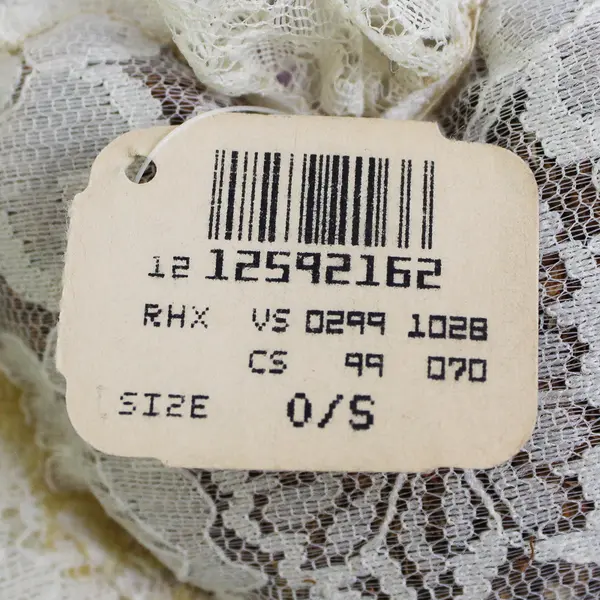 12 12592162
RHX VS 0299 1028
CS 99 070
SIZE O/S